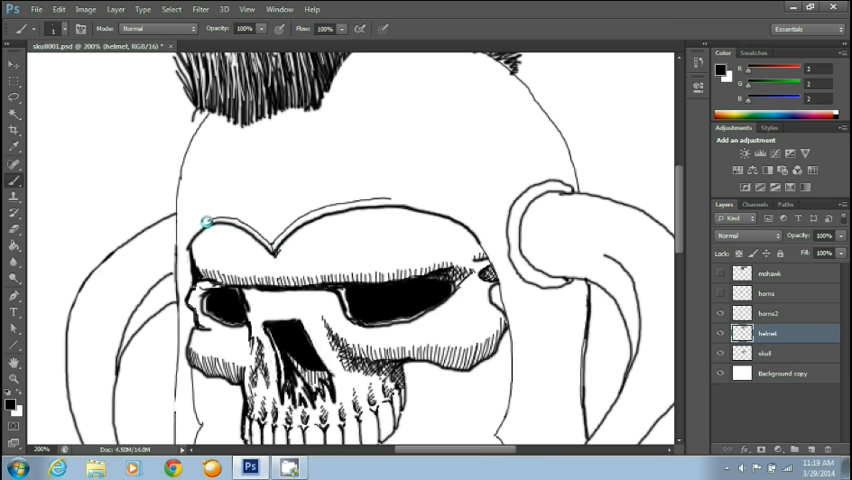 Ps File Edit Image Layer Type Select Filter 3D View Window Help
1 Mode: Normal Opacity: 100% Flow: 100% Essentials
skull001.psd @ 200% (helmet, RGB/16) * ×
Color Swatches
R 2
G 2
B 2
Adjustments Styles
Add an adjustment
Layers Channels Paths
Kind
Normal Opacity: 100%
Lock: Fill: 100%
mohawk
horns
horns2
helmet
skull
Background copy
200% Doc: 4.50M/14.0M
Ps
11:19 AM
3/29/2014